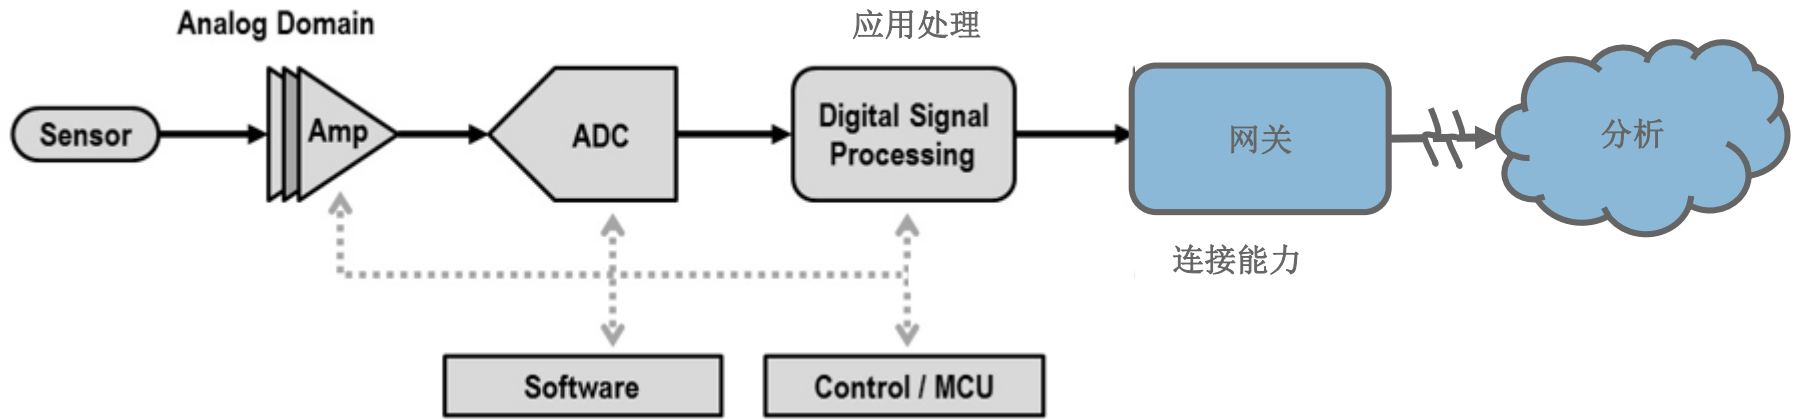 Analog Domain
应用处理
Sensor
Amp
ADC
Digital Signal
Processing
网关
分析
连接能力
Software
Control / MCU